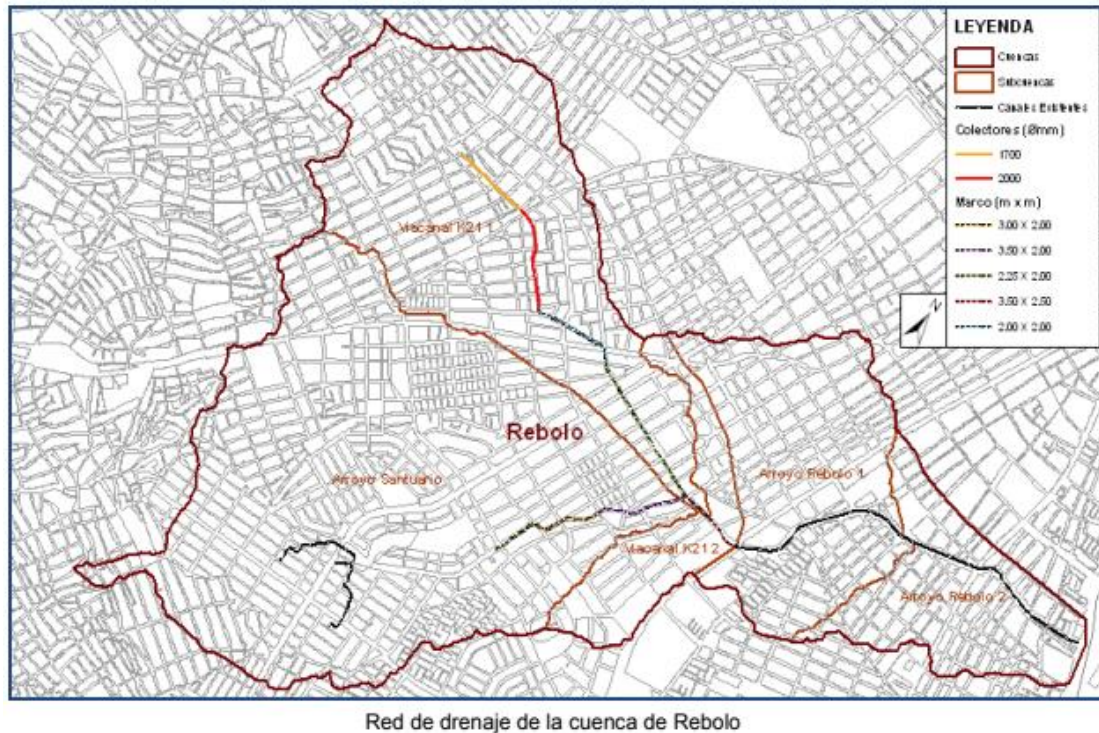 LEYENDA
Cuencas
Subcuencas
Canales Existentes
Colectores (Ømm)
1700
2000
Marco (m x m)
3.00 X 2.00
3.50 X 2.00
2.25 X 2.00
3.50 X 2.50
2.00 X 2.00
N
Macanal K21 1
Rebolo
Arroyo Santuario
Arroyo Rebolo 1
Macanal K21 2
Arroyo Rebolo 2
Red de drenaje de la cuenca de Rebolo